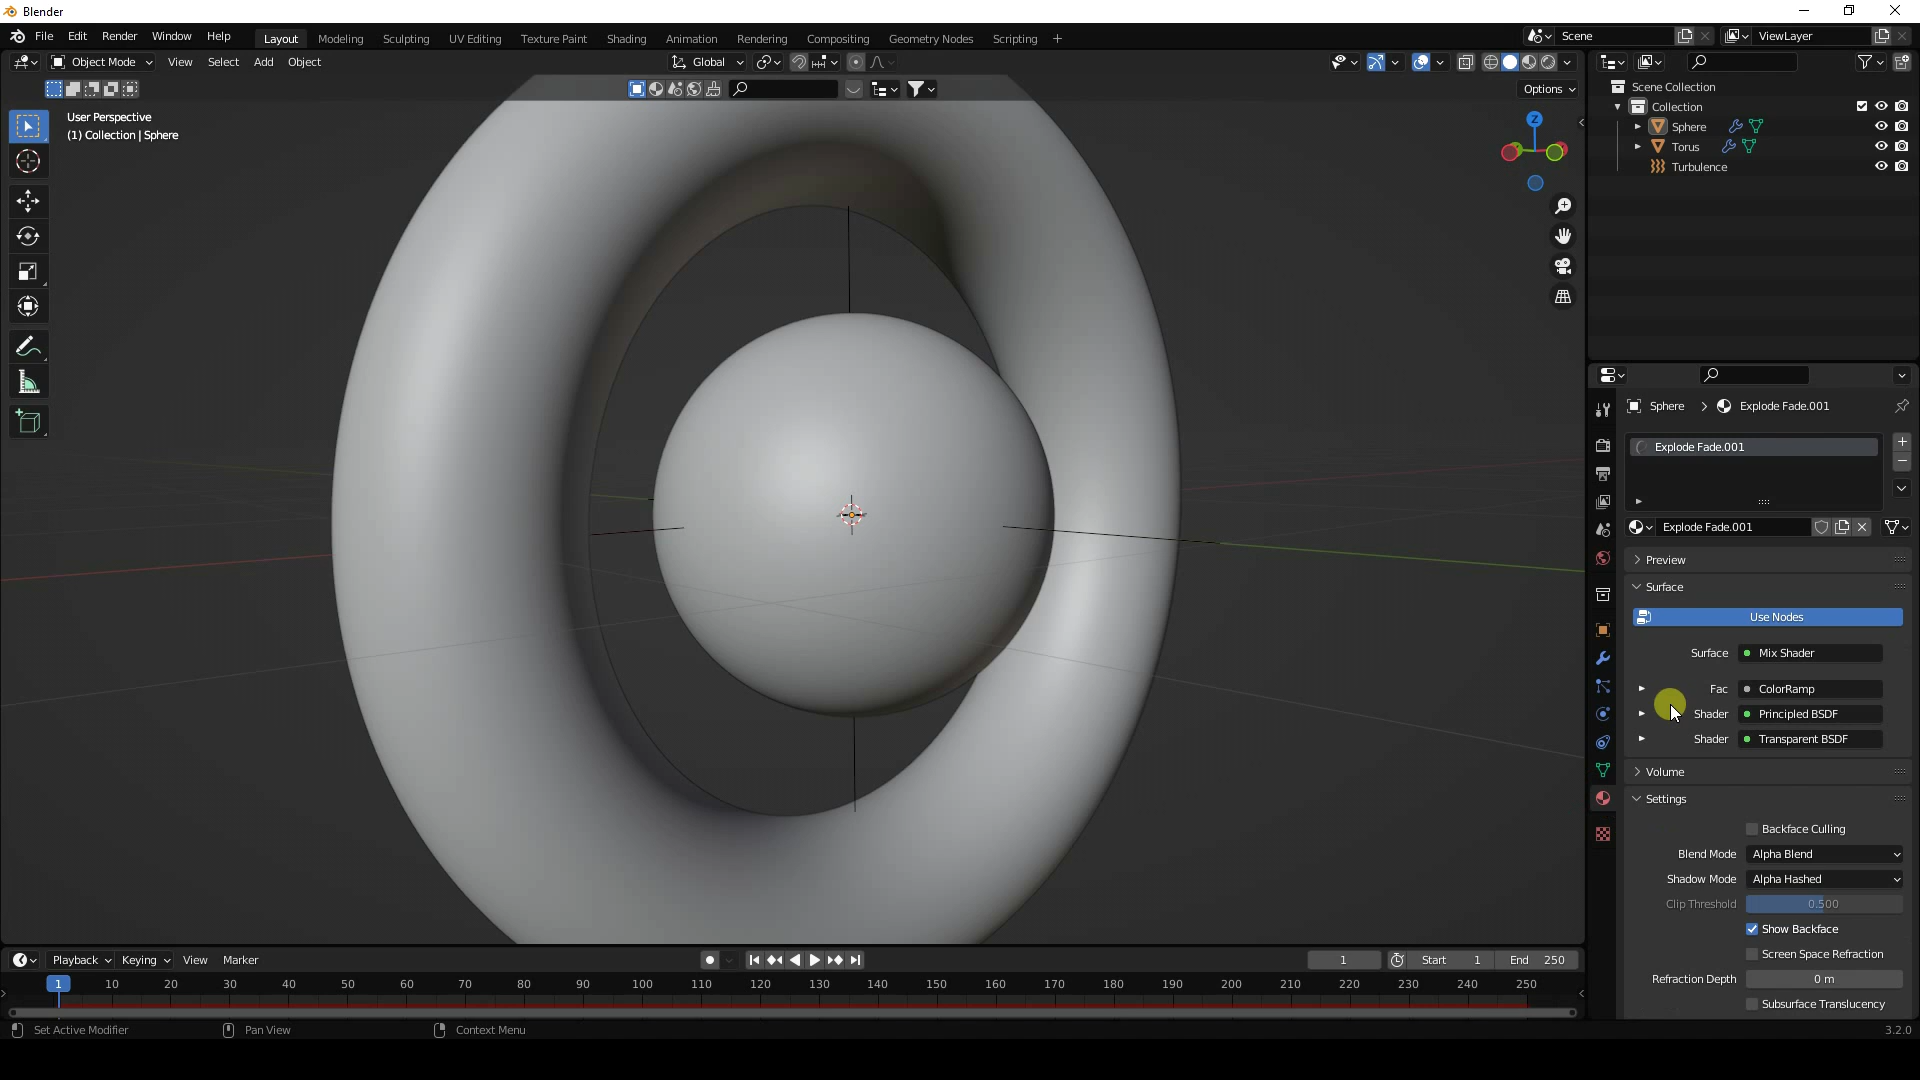 Blender
File Edit Render Window Help
Layout Modeling Sculpting UV Editing Texture Paint Shading Animation Rendering Compositing Geometry Nodes Scripting +
Scene
ViewLayer
Object Mode View Select Add Object
Global
Options
User Perspective
(1) Collection | Sphere
Z
Scene Collection
Collection
Sphere
Torus
Turbulence
Sphere > Explode Fade.001
Explode Fade.001
Explode Fade.001
Preview
Surface
Use Nodes
Surface Mix Shader
Fac ColorRamp
Shader Principled BSDF
Shader Transparent BSDF
Volume
Settings
Backface Culling
Blend Mode Alpha Blend
Shadow Mode Alpha Hashed
Clip Threshold 0.500
Show Backface
Screen Space Refraction
Refraction Depth 0 m
Subsurface Translucency
Playback Keying View Marker
1 Start 1 End 250
1 10 20 30 40 50 60 70 80 90 100 110 120 130 140 150 160 170 180 190 200 210 220 230 240 250
Set Active Modifier Pan View Context Menu
3.2.0